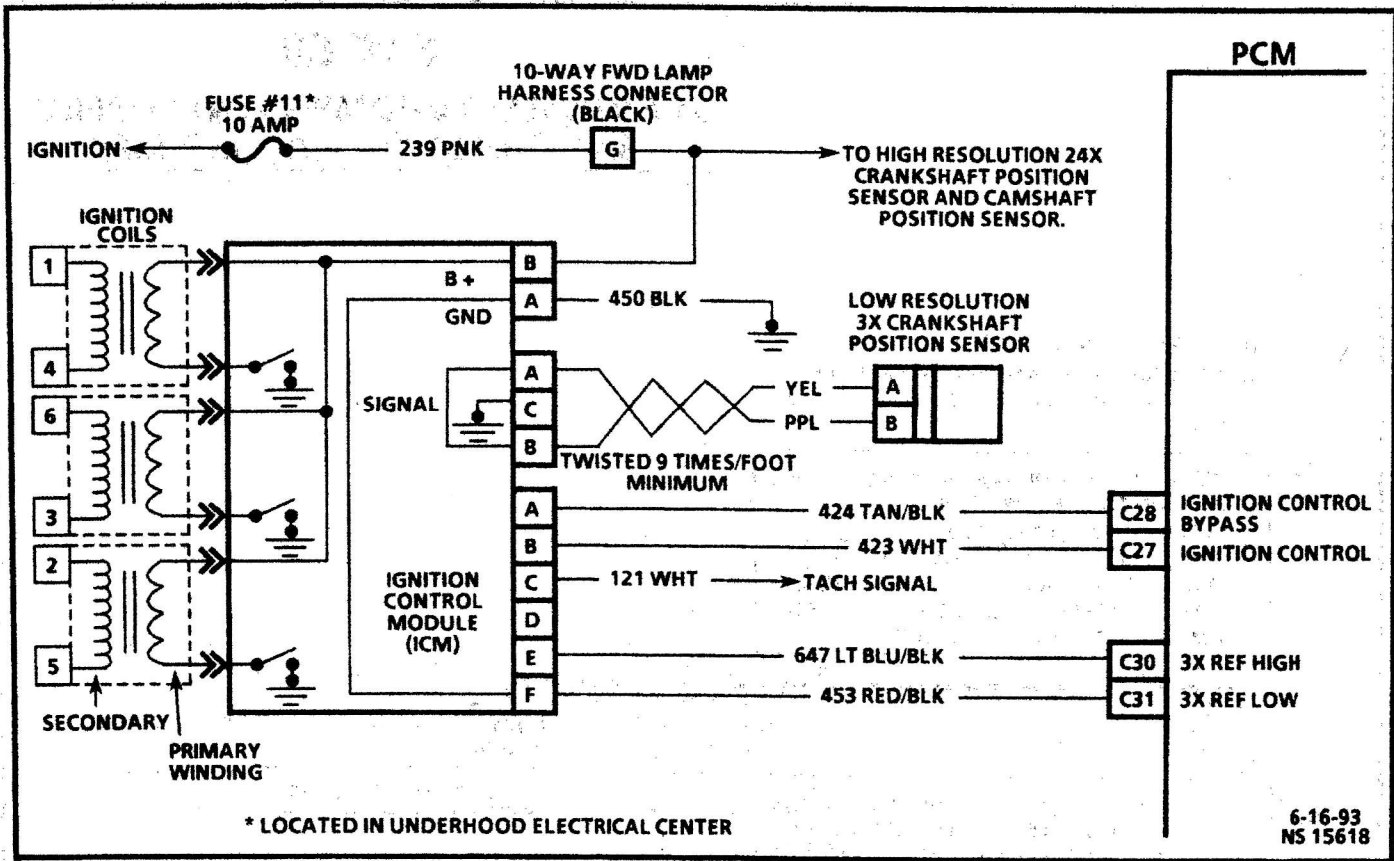 PCM
10-WAY FWD LAMP
HARNESS CONNECTOR
(BLACK)
FUSE #11*
10 AMP
IGNITION
239 PNK
G
TO HIGH RESOLUTION 24X
CRANKSHAFT POSITION
SENSOR AND CAMSHAFT
POSITION SENSOR.
IGNITION
COILS
1
4
6
3
2
5
SECONDARY
PRIMARY
WINDING
B +
GND
B
A
450 BLK
SIGNAL
A
C
B
YEL
PPL
LOW RESOLUTION
3X CRANKSHAFT
POSITION SENSOR
A
B
TWISTED 9 TIMES/FOOT
MINIMUM
IGNITION
CONTROL
MODULE
(ICM)
A
B
C
D
E
F
424 TAN/BLK
423 WHT
121 WHT
TACH SIGNAL
647 LT BLU/BLK
453 RED/BLK
C28
IGNITION CONTROL
BYPASS
C27
IGNITION CONTROL
C30
3X REF HIGH
C31
3X REF LOW
* LOCATED IN UNDERHOOD ELECTRICAL CENTER
6-16-93
NS 15618